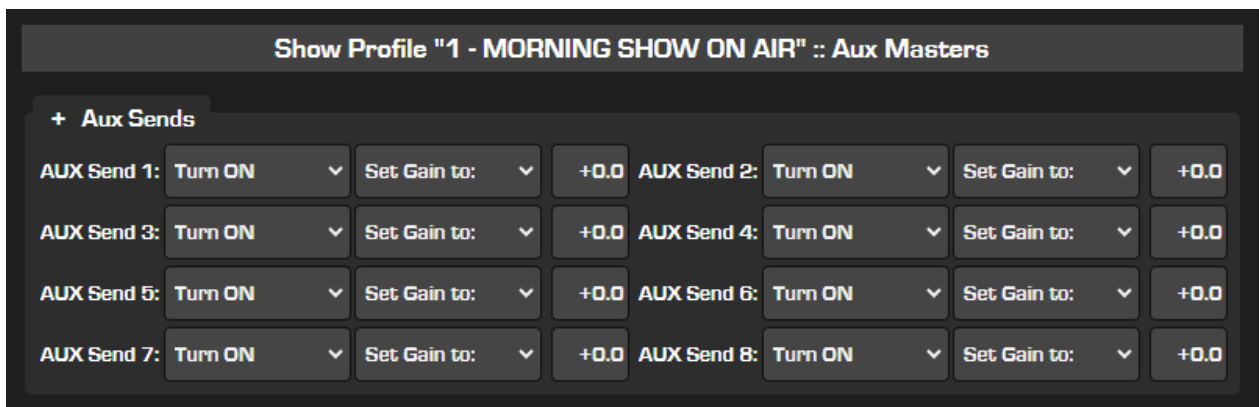 Show Profile "1 - MORNING SHOW ON AIR" :: Aux Masters
+ Aux Sends
AUX Send 1: Turn ON Set Gain to: +0.0 AUX Send 2: Turn ON Set Gain to: +0.0
AUX Send 3: Turn ON Set Gain to: +0.0 AUX Send 4: Turn ON Set Gain to: +0.0
AUX Send 5: Turn ON Set Gain to: +0.0 AUX Send 6: Turn ON Set Gain to: +0.0
AUX Send 7: Turn ON Set Gain to: +0.0 AUX Send 8: Turn ON Set Gain to: +0.0